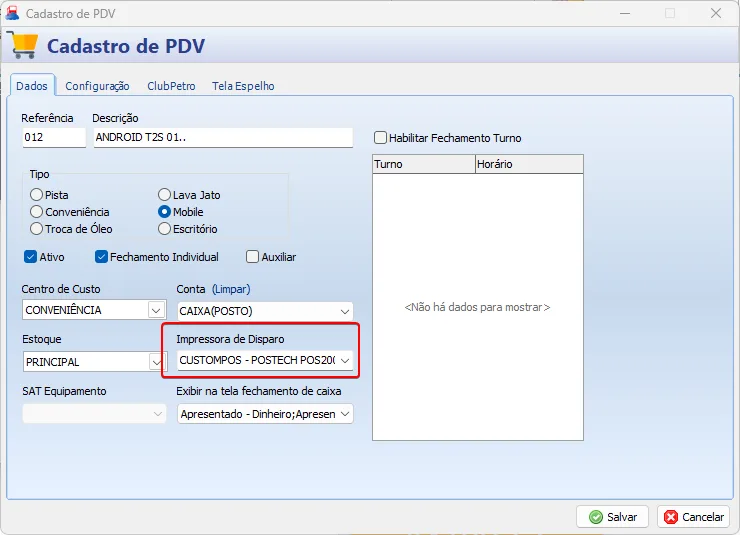 Cadastro de PDV
Cadastro de PDV
Dados Configuração ClubPetro Tela Espelho
Referência Descrição
012 ANDROID T2S 01..
Habilitar Fechamento Turno
Turno Horário
Tipo
Pista Lava Jato
Conveniência Mobile
Troca de Óleo Escritório
Ativo Fechamento Individual Auxiliar
Centro de Custo Conta (Limpar)
CONVENIÊNCIA CAIXA(POSTO)
<Não há dados para mostrar>
Estoque Impressora de Disparo
PRINCIPAL CUSTOMPOS - POSTECH POS200
SAT Equipamento Exibir na tela fechamento de caixa
Apresentado - Dinheiro;Apresen
Salvar Cancelar